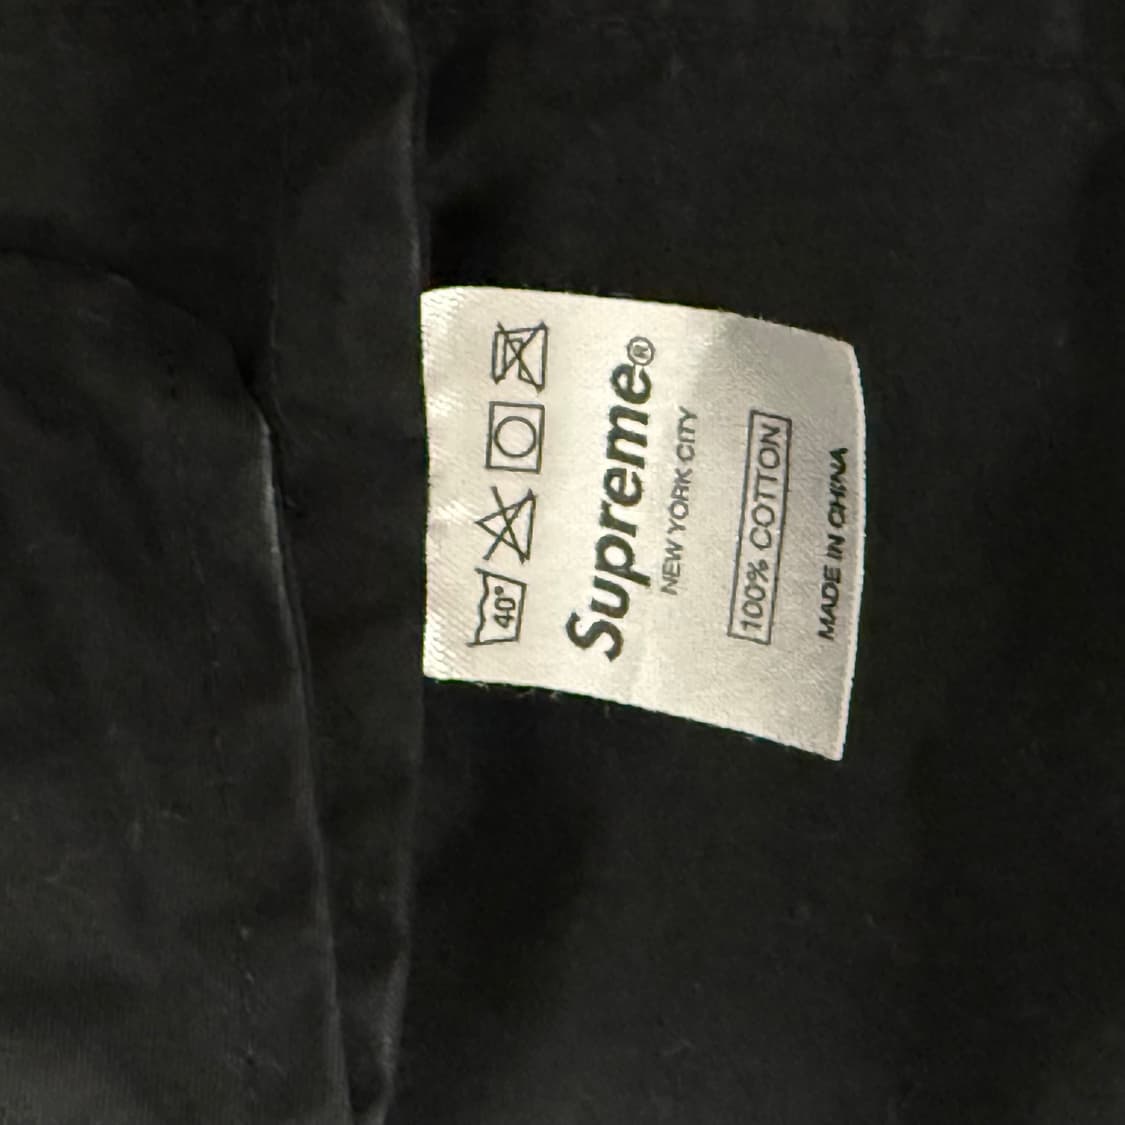 40°
Supreme®
NEW YORK CITY
100% COTTON
MADE IN CHINA